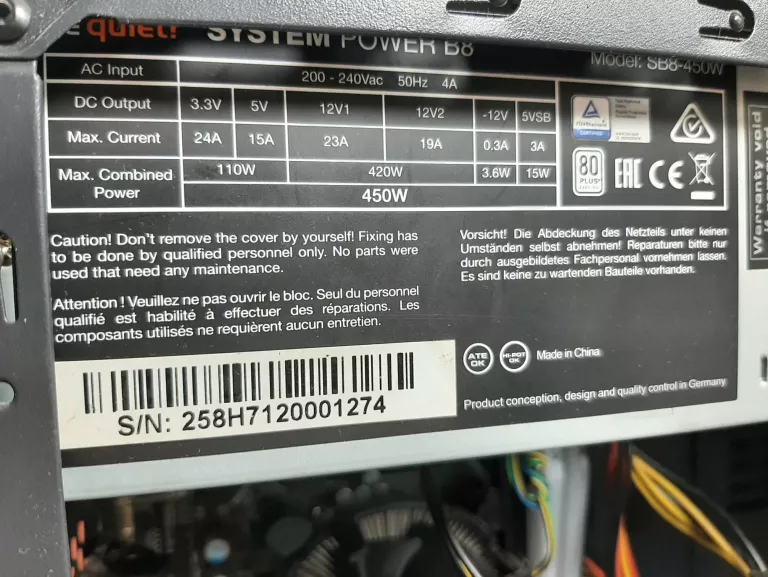 be quiet! SYSTEM POWER B8
Model: SB8-450W
AC Input 200 - 240Vac 50Hz 4A
DC Output 3.3V 5V 12V1 12V2 -12V 5VSB
Max. Current 24A 15A 23A 19A 0.3A 3A
Max. Combined Power 110W 420W 3.6W 15W
450W
80
PLUS
EAC CE
Caution! Don't remove the cover by yourself! Fixing has
to be done by qualified personnel only. No parts were
used that need any maintenance.
Attention ! Veuillez ne pas ouvrir le bloc. Seul du personnel
qualifié est habilité à effectuer des réparations. Les
composants utilisés ne requièrent aucun entretien.
Vorsicht! Die Abdeckung des Netzteils unter keinen
Umständen selbst abnehmen! Reparaturen bitte nur
durch ausgebildetes Fachpersonal vornehmen lassen.
Es sind keine zu wartenden Bauteile vorhanden.
ATE OK
HI-POT OK
Made in China
Product conception, design and quality control in Germany
S/N: 258H7120001274
Warranty void